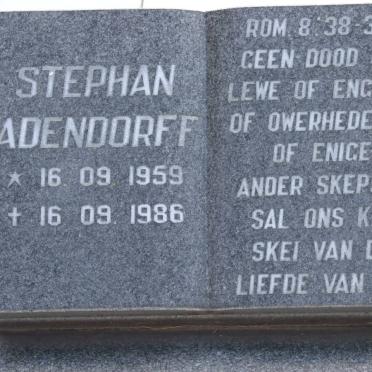 STEPHAN
ADENDORFF
* 16 09. 1959
† 16 09. 1986
ROM. 8:38-3
GEEN DOOD
LEWE OF ENG
OF OWERHEDE
OF ENIGE
ANDER SKEP
SAL ONS K
SKEI VAN D
LIEFDE VAN